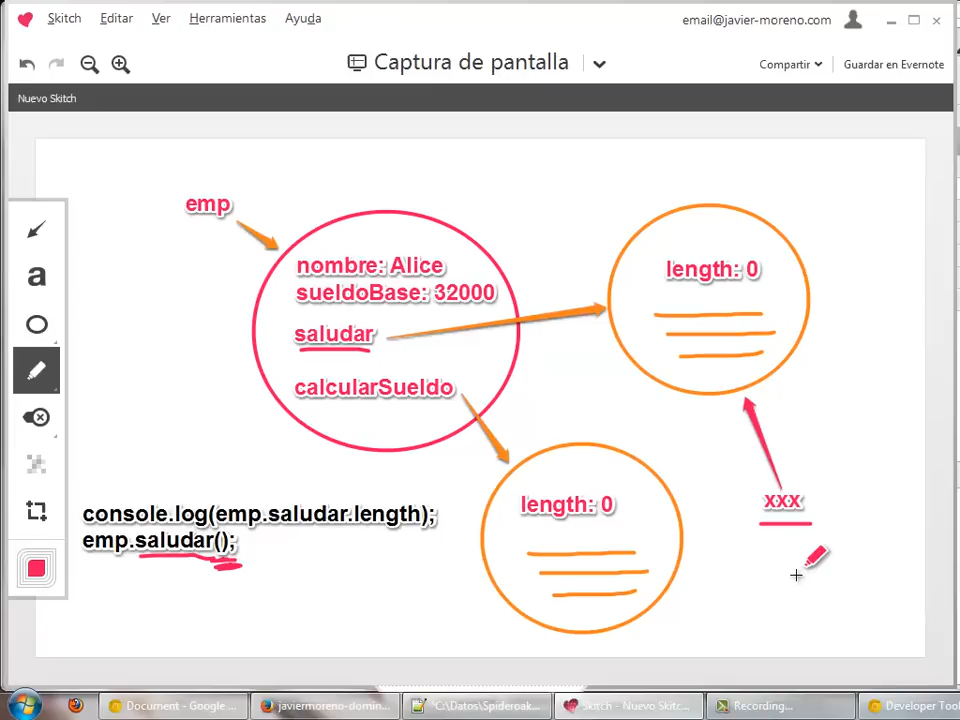 Skitch Editar Ver Herramientas Ayuda email@javier-moreno.com
Captura de pantalla Compartir Guardar en Evernote
Nuevo Skitch
emp
nombre: Alice
sueldoBase: 32000
saludar
calcularSueldo
length: 0
length: 0
xxx
a
console.log(emp.saludar.length);
emp.saludar();
Document - Google ... javiermoreno-domin... *C:\Datos\Spideroak... Skitch - Nuevo Skitc... Recording... Developer Too